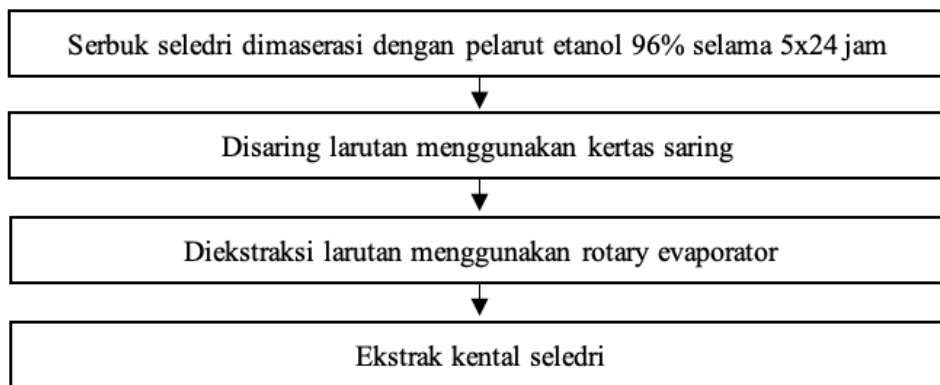 Serbuk seledri dimaserasi dengan pelarut etanol 96% selama 5x24 jam
Disaring larutan menggunakan kertas saring
Diekstraksi larutan menggunakan rotary evaporator
Ekstrak kental seledri